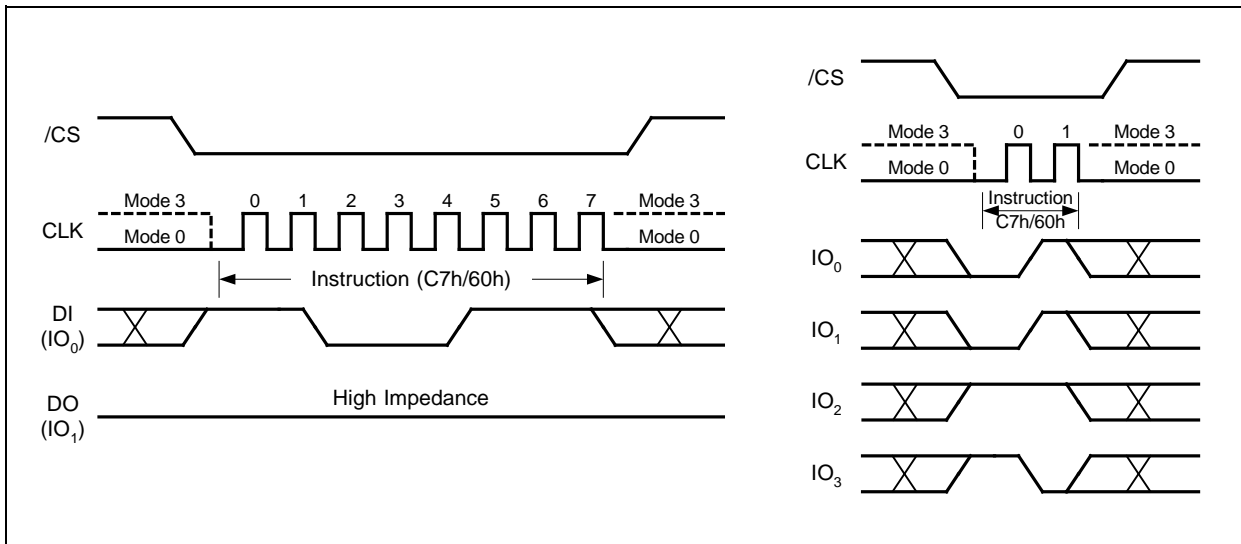 /CS
Mode 3 0 1 2 3 4 5 6 7 Mode 3
CLK Mode 0 Mode 0
Instruction (C7h/60h)
DI
(IO0)
DO High Impedance
(IO1)
/CS
Mode 3 0 1 Mode 3
CLK Mode 0 Mode 0
Instruction
C7h/60h
IO0
IO1
IO2
IO3